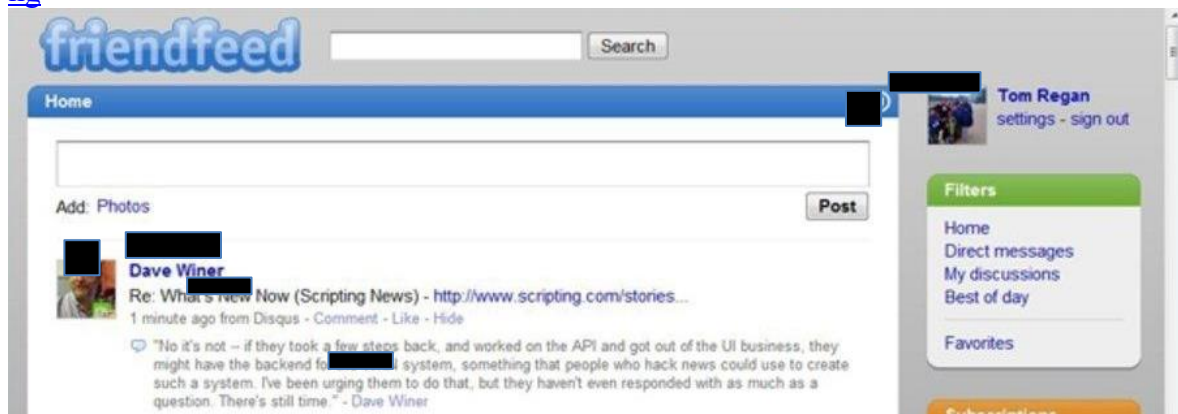 ng
friendfeed
Search
Home
Tom Regan
settings - sign out
Add: Photos
Post
Filters
Home
Direct messages
My discussions
Best of day
Favorites
Dave Winer
Re: What's New Now (Scripting News) - http://www.scripting.com/stories...
1 minute ago from Disqus - Comment - Like - Hide
"No it's not – if they took a few steps back, and worked on the API and got out of the UI business, they
might have the backend system, something that people who hack news could use to create
such a system. I've been urging them to do that, but they haven't even responded with as much as a
question. There's still time." - Dave Winer